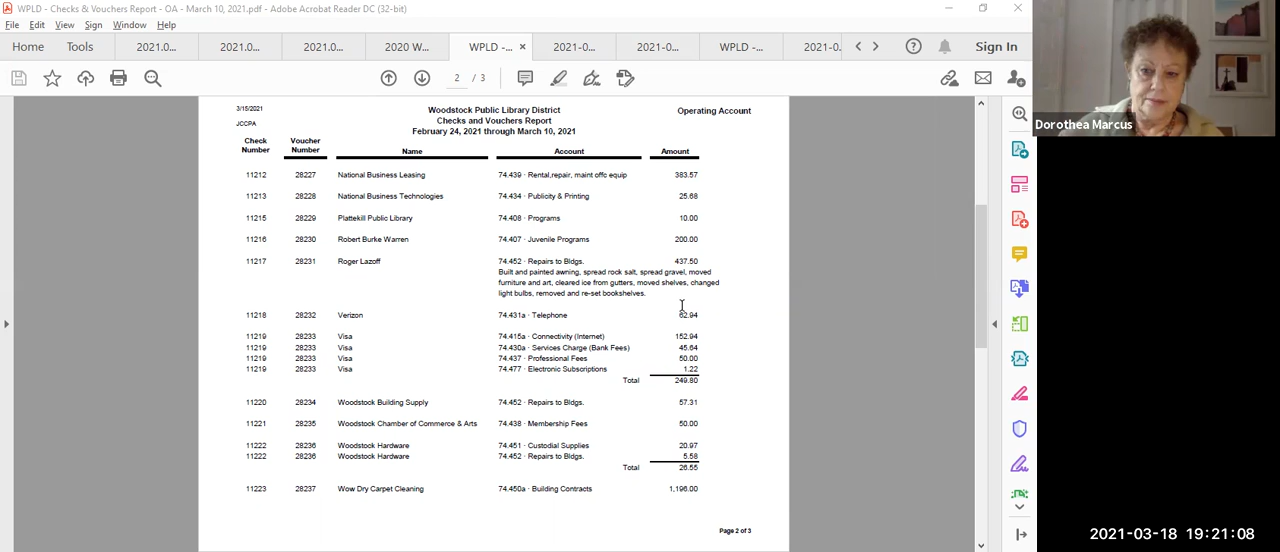 WPLD - Checks & Vouchers Report - OA - March 10, 2021.pdf - Adobe Acrobat Reader DC (32-bit)
File Edit View Sign Window Help
Home Tools 2021.0... 2021.0... 2021.0... 2020 W... WPLD -... × 2021-0... 2021-0... WPLD -... 2021-0. Sign In
2 / 3
3/15/2021 Woodstock Public Library District Operating Account
JCCPA Checks and Vouchers Report
February 24, 2021 through March 10, 2021
Check Number Voucher Number Name Account Amount
11212 28227 National Business Leasing 74.439 · Rental,repair, maint offc equip 383.57
11213 28228 National Business Technologies 74.434 · Publicity & Printing 25.68
11215 28229 Plattekill Public Library 74.408 · Programs 10.00
11216 28230 Robert Burke Warren 74.407 · Juvenile Programs 200.00
11217 28231 Roger Lazoff 74.452 · Repairs to Bldgs. 437.50
Built and painted awning, spread rock salt, spread gravel, moved
furniture and art, cleared ice from gutters, moved shelves, changed
light bulbs, removed and re-set bookshelves.
11218 28232 Verizon 74.431a · Telephone 62.94
11219 28233 Visa 74.415a · Connectivity (Internet) 152.94
11219 28233 Visa 74.430a · Services Charge (Bank Fees) 45.64
11219 28233 Visa 74.437 · Professional Fees 50.00
11219 28233 Visa 74.477 · Electronic Subscriptions 1.22
Total 249.80
11220 28234 Woodstock Building Supply 74.452 · Repairs to Bldgs. 57.31
11221 28235 Woodstock Chamber of Commerce & Arts 74.438 · Membership Fees 50.00
11222 28236 Woodstock Hardware 74.451 · Custodial Supplies 20.97
11222 28236 Woodstock Hardware 74.452 · Repairs to Bldgs. 5.58
Total 26.55
11223 28237 Wow Dry Carpet Cleaning 74.450a · Building Contracts 1,196.00
Page 2 of 3
Dorothea Marcus
2021-03-18 19:21:08